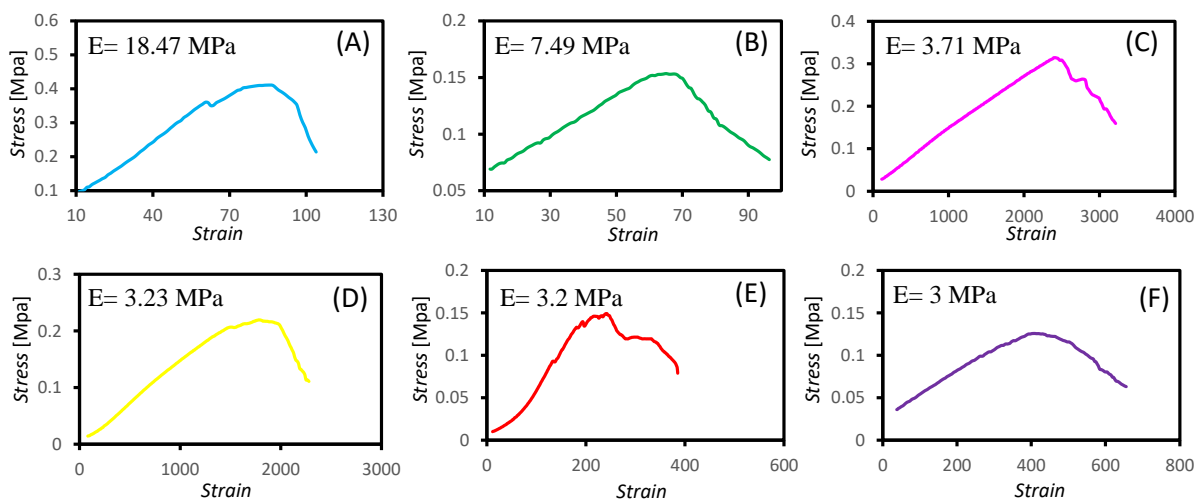 0.6
0.5
0.4
0.3
0.2
0.1
Stress [Mpa]
E= 18.47 MPa
(A)
10 40 70 100 130
Strain
0.2
0.15
0.1
0.05
Stress [Mpa]
E= 7.49 MPa
(B)
10 30 50 70 90
Strain
0.4
0.3
0.2
0.1
0
Stress [Mpa]
E= 3.71 MPa
(C)
0 1000 2000 3000 4000
Strain
0.3
0.2
0.1
0
Stress [Mpa]
E= 3.23 MPa
(D)
0 1000 2000 3000
Strain
0.2
0.15
0.1
0.05
0
Stress [Mpa]
E= 3.2 MPa
(E)
0 200 400 600
Strain
0.2
0.15
0.1
0.05
0
Stress [Mpa]
E= 3 MPa
(F)
0 200 400 600 800
Strain